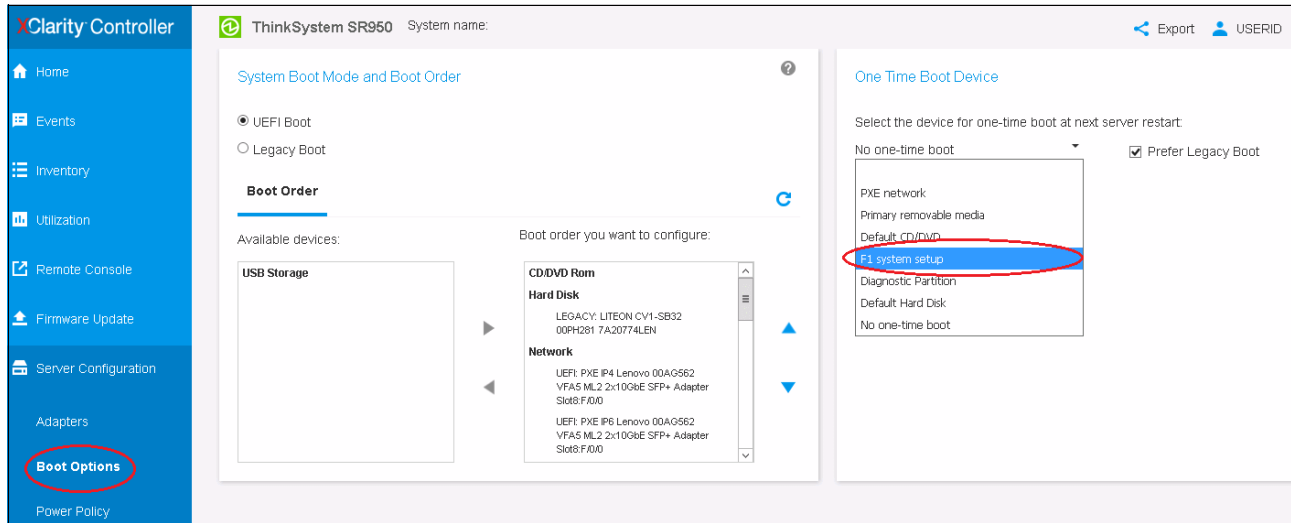 XClarity Controller
ThinkSystem SR950 System name:
Export USERID
Home
Events
Inventory
Utilization
Remote Console
Firmware Update
Server Configuration
Adapters
Boot Options
Power Policy
System Boot Mode and Boot Order
UEFI Boot
Legacy Boot
Boot Order
Available devices:
USB Storage
Boot order you want to configure:
CD/DVD Rom
Hard Disk
LEGACY: LITEON CV1-SB32
00PH281 7A20774LEN
Network
UEFI: PXE IP4 Lenovo 00AG562
VFA5 ML2 2x10GbE SFP+ Adapter
Slot8:F/0/0
UEFI: PXE IP6 Lenovo 00AG562
VFA5 ML2 2x10GbE SFP+ Adapter
Slot8:F/0/0
One Time Boot Device
Select the device for one-time boot at next server restart:
No one-time boot
Prefer Legacy Boot
PXE network
Primary removable media
Default CD/DVD
F1 system setup
Diagnostic Partition
Default Hard Disk
No one-time boot